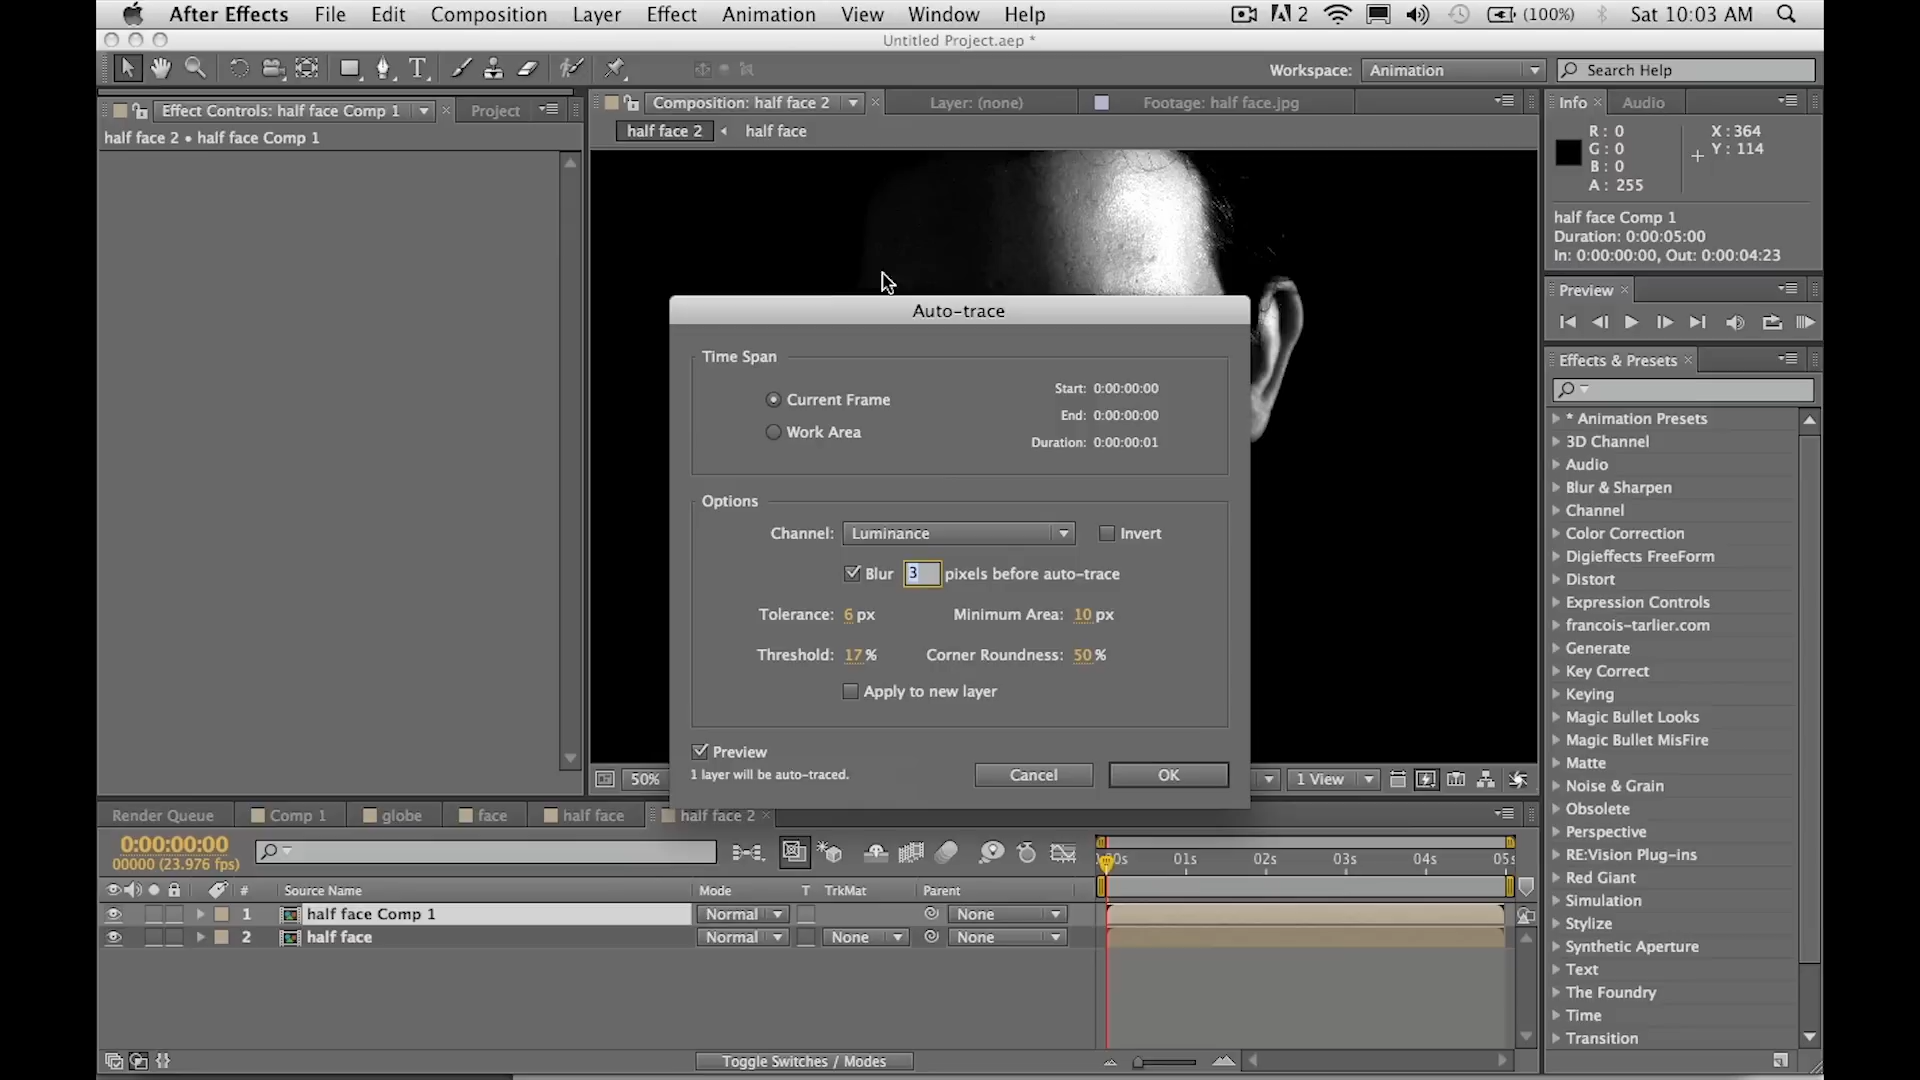 After Effects File Edit Composition Layer Effect Animation View Window Help 2 (100%) Sat 10:03 AM
Untitled Project.aep *
T Workspace: Animation Search Help
Effect Controls: half face Comp 1 × Project
Composition: half face 2 × Layer: (none) Footage: half face.jpg
Info × Audio
half face 2 • half face Comp 1
half face 2 half face
R: 0 X: 364
G: 0 Y: 114
B: 0
A: 255
half face Comp 1
Duration: 0:00:05:00
In: 0:00:00:00, Out: 0:00:04:23
Preview ×
Effects & Presets ×
* Animation Presets
3D Channel
Audio
Blur & Sharpen
Channel
Color Correction
Digieffects FreeForm
Distort
Expression Controls
francois-tarlier.com
Generate
Key Correct
Keying
Magic Bullet Looks
Magic Bullet MisFire
Matte
Noise & Grain
Obsolete
Perspective
RE:Vision Plug-ins
Red Giant
Simulation
Stylize
Synthetic Aperture
Text
The Foundry
Time
Transition
Auto-trace
Time Span
Current Frame
Work Area
Start: 0:00:00:00
End: 0:00:00:00
Duration: 0:00:00:01
Options
Channel: Luminance Invert
Blur 3 pixels before auto-trace
Tolerance: 6 px Minimum Area: 10 px
Threshold: 17 % Corner Roundness: 50 %
Apply to new layer
Preview
1 layer will be auto-traced.
Cancel OK
50% 1 View
Render Queue Comp 1 globe face half face half face 2 ×
0:00:00:00
00000 (23.976 fps)
01s 02s 03s 04s
# Source Name Mode T TrkMat Parent
1 half face Comp 1 Normal None
2 half face Normal None None
Toggle Switches / Modes